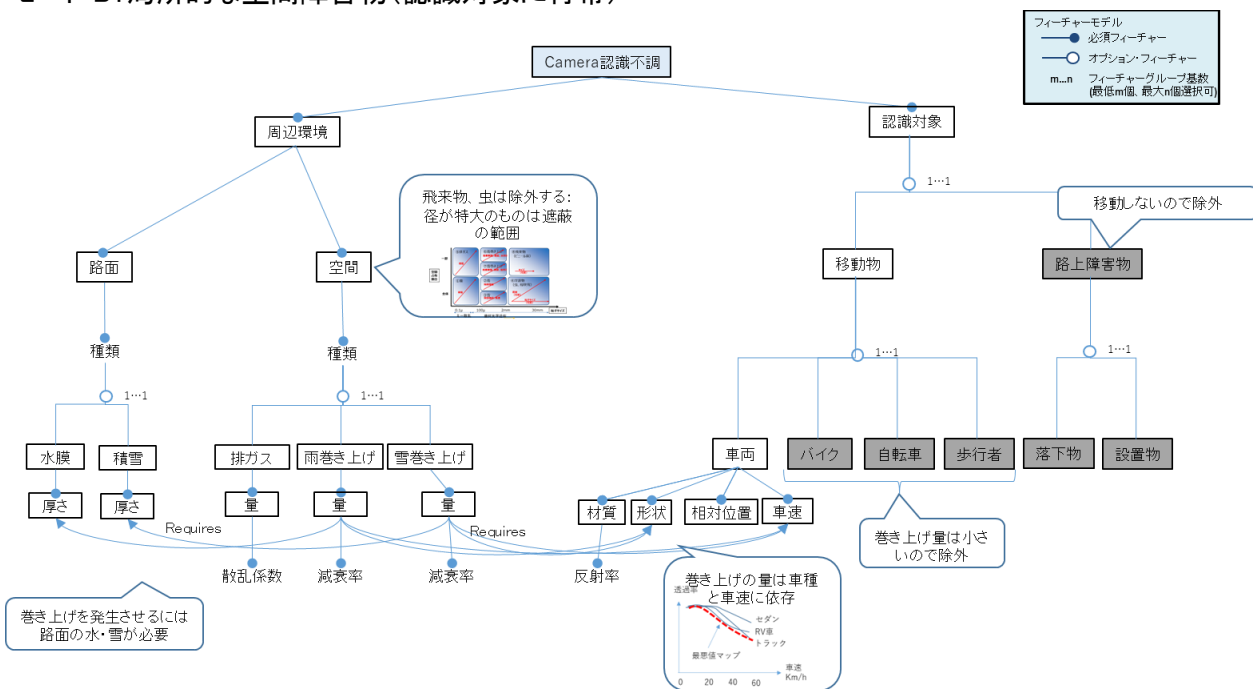 フィーチャーモデル
必須フィーチャー
オプション・フィーチャー
m…n フィーチャーグループ基数
(最低m個、最大n個選択可)
Camera認識不調
周辺環境
認識対象
1…1
飛来物、虫は除外する:
径が特大のものは遮蔽
の範囲
移動しないので除外
路面
空間
移動物
路上障害物
種類
種類
1…1
1…1
1…1
1…1
水膜
積雪
排ガス
雨巻き上げ
雪巻き上げ
車両
バイク
自転車
歩行者
落下物
設置物
厚さ
厚さ
量
量
量
材質
形状
相対位置
車速
Requires
Requires
散乱係数
減衰率
減衰率
反射率
巻き上げ量は小さ
いので除外
巻き上げを発生させるには
路面の水・雪が必要
巻き上げの量は車種
と車速に依存
透過率
セダン
RV車
トラック
最悪値マップ
車速
Km/h
0 20 40 60